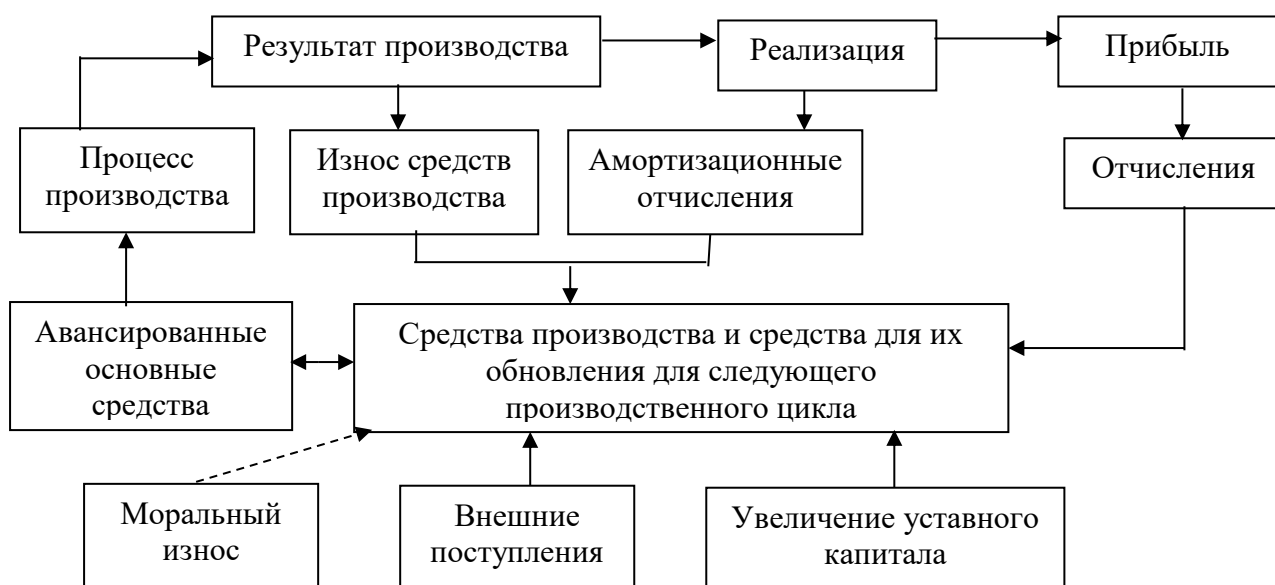 Результат производства
Реализация
Прибыль
Процесс
производства
Износ средств
производства
Амортизационные
отчисления
Отчисления
Авансированные
основные
средства
Средства производства и средства для их
обновления для следующего
производственного цикла
Моральный
износ
Внешние
поступления
Увеличение уставного
капитала